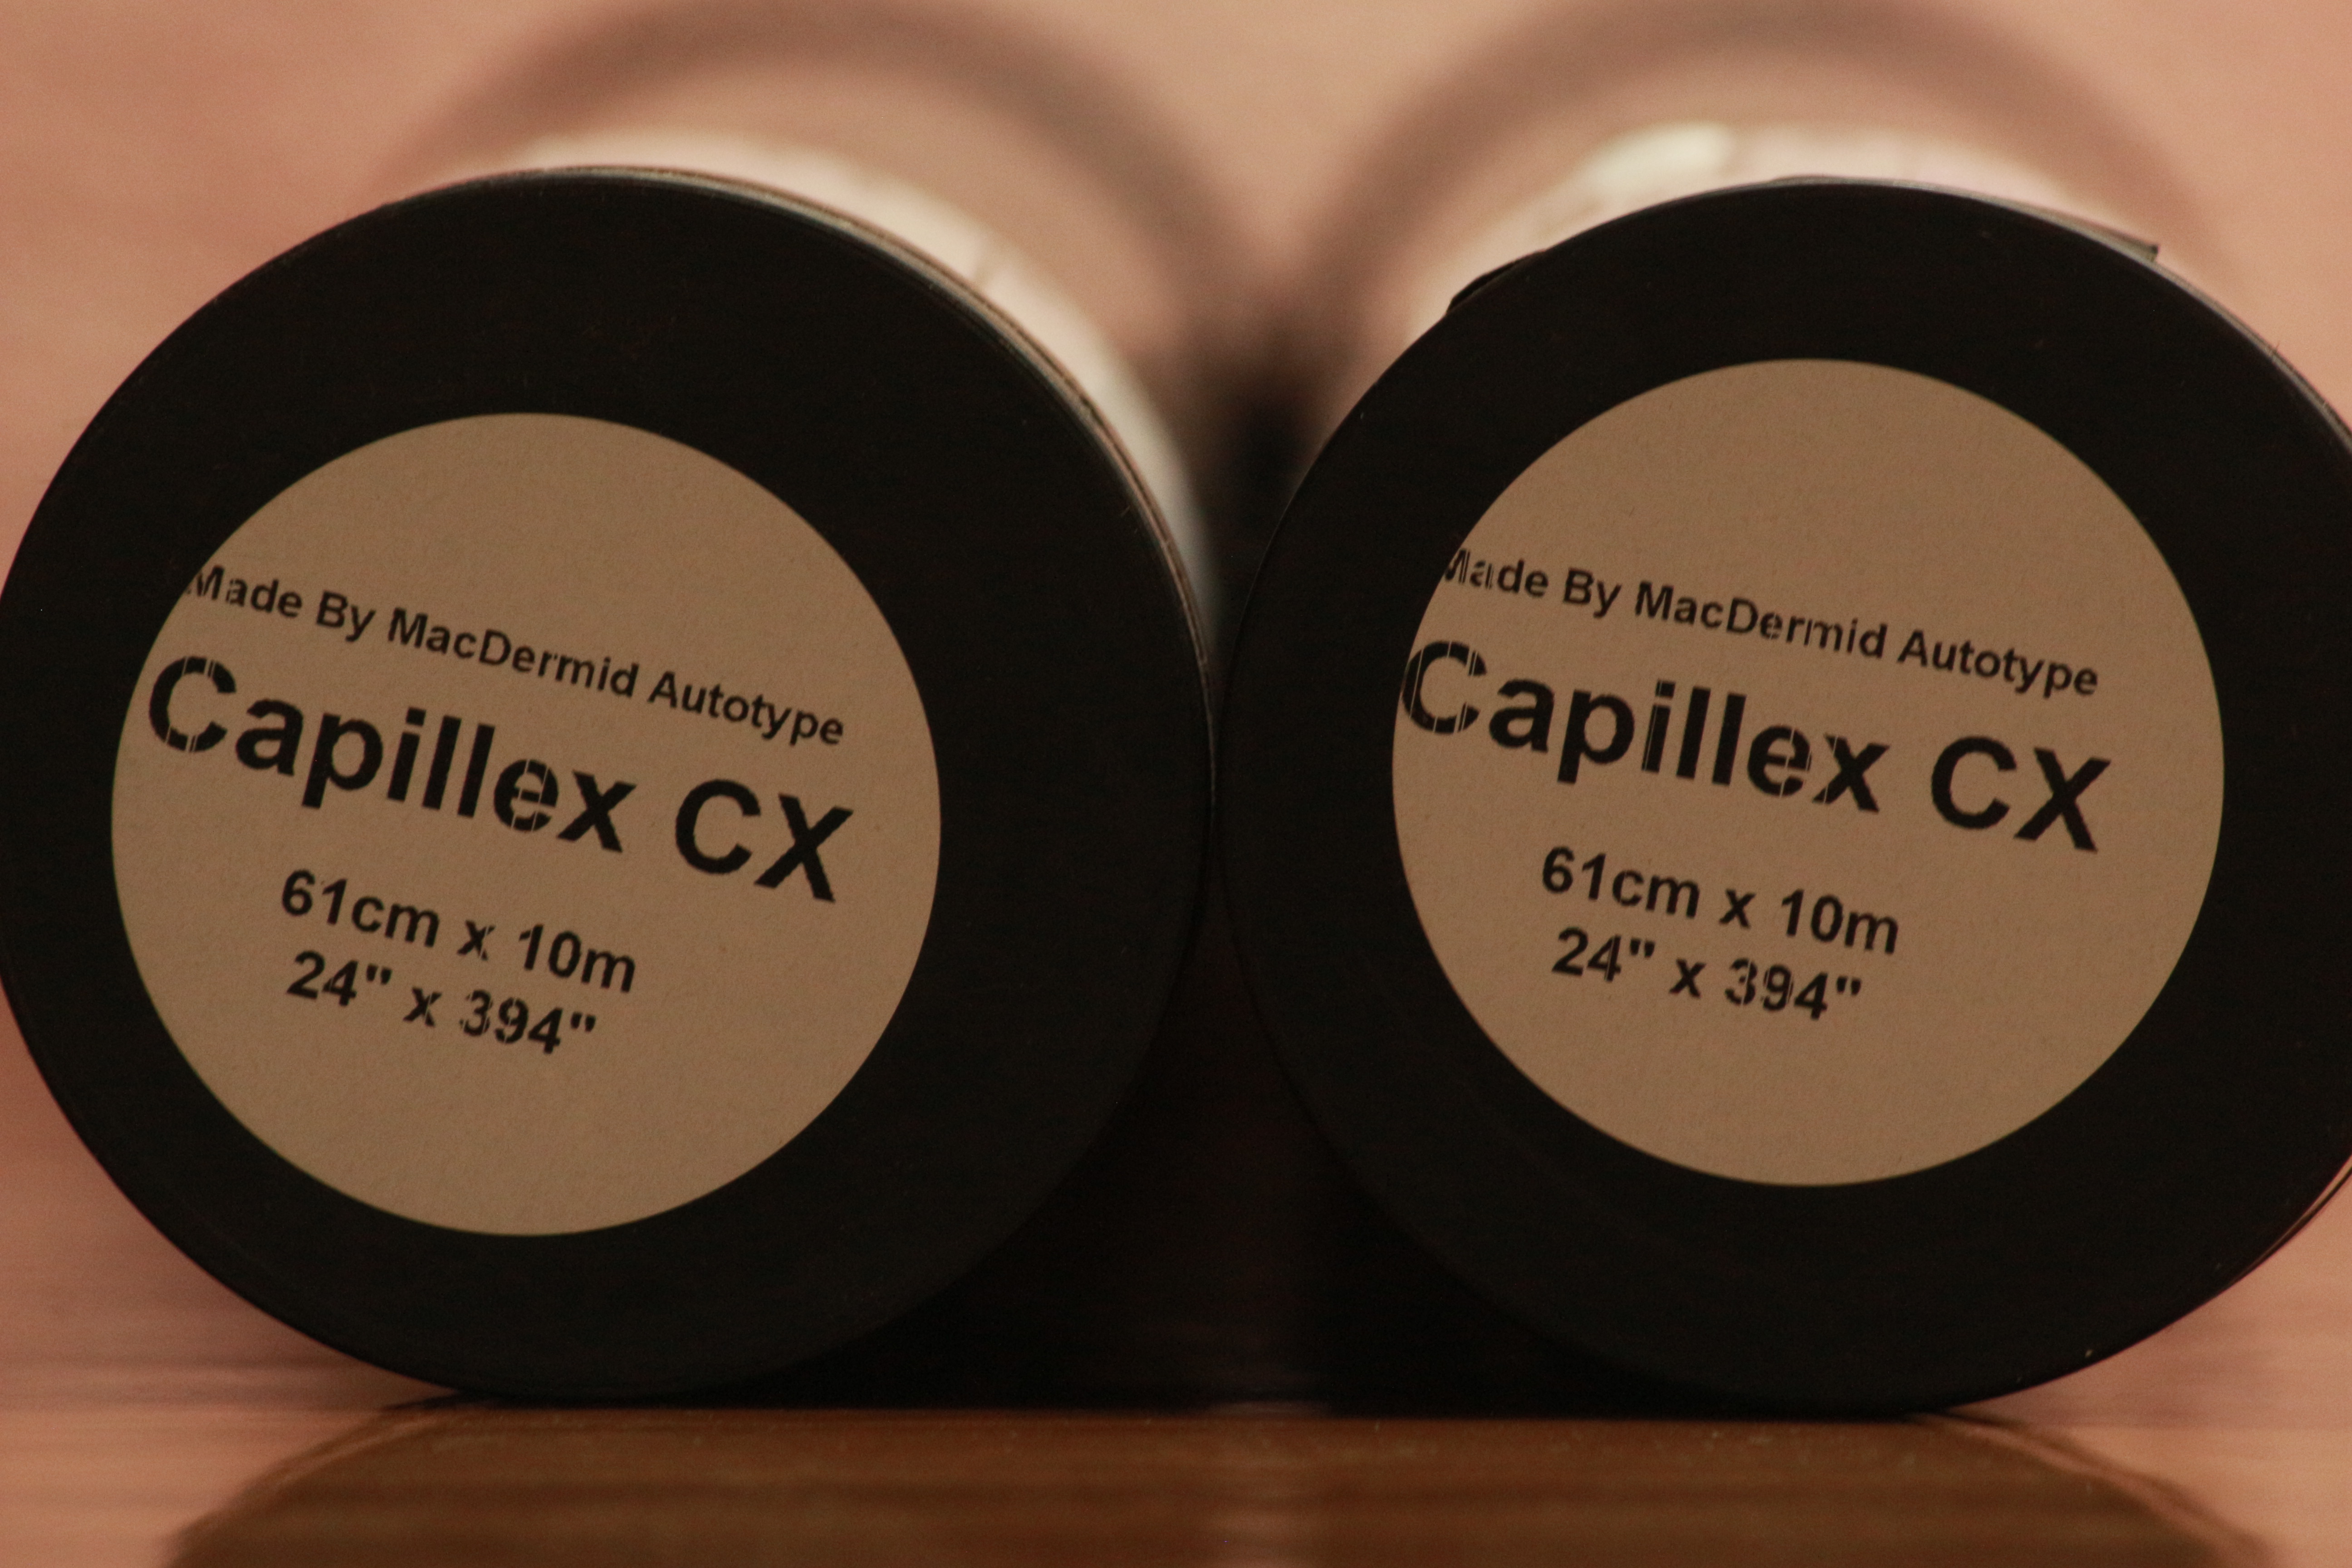 Made By MacDermid Autotype
Capillex CX
61cm x 10m
24" x 394"
Made By MacDermid Autotype
Capillex CX
61cm x 10m
24" x 394"